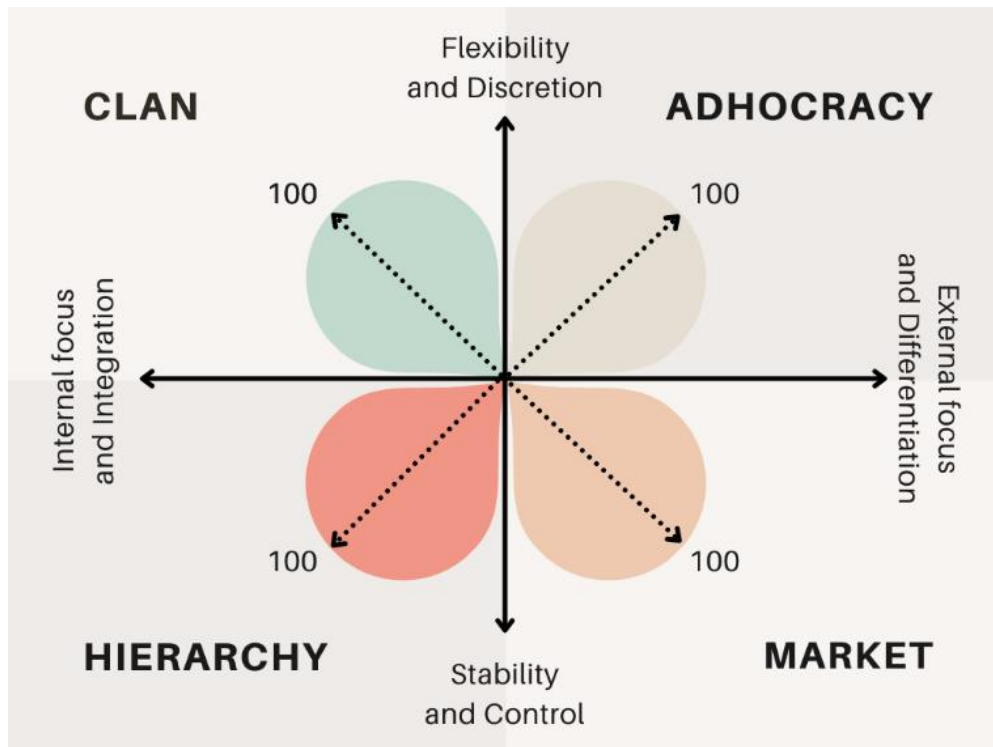 Flexibility
and Discretion
CLAN
ADHOCRACY
100
100
Internal focus
and Integration
External focus
and Differentiation
100
100
HIERARCHY
MARKET
Stability
and Control